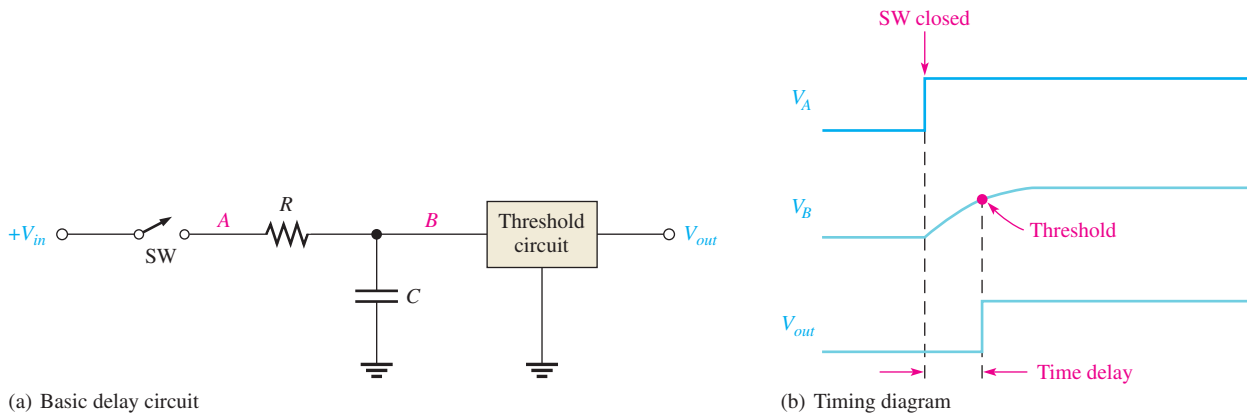 +V_in
SW
A
R
B
C
Threshold
circuit
V_out
(a) Basic delay circuit
SW closed
V_A
V_B
Threshold
V_out
Time delay
(b) Timing diagram